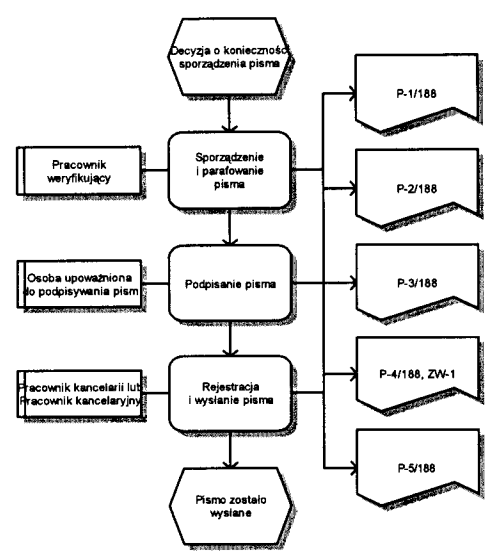 Decyzja o konieczności
sporządzenia pisma
P-1/188
Sporządzenie
i parafowanie
pisma
Pracownik
weryfikujący
P-2/188
Osoba upoważniona
do podpisywania pism
Podpisanie pisma
P-3/188
Pracownik kancelarii lub
Pracownik kancelaryjny
Rejestracja
i wysłanie pisma
P-4/188, ZW-1
P-5/188
Pismo zostało
wysłane